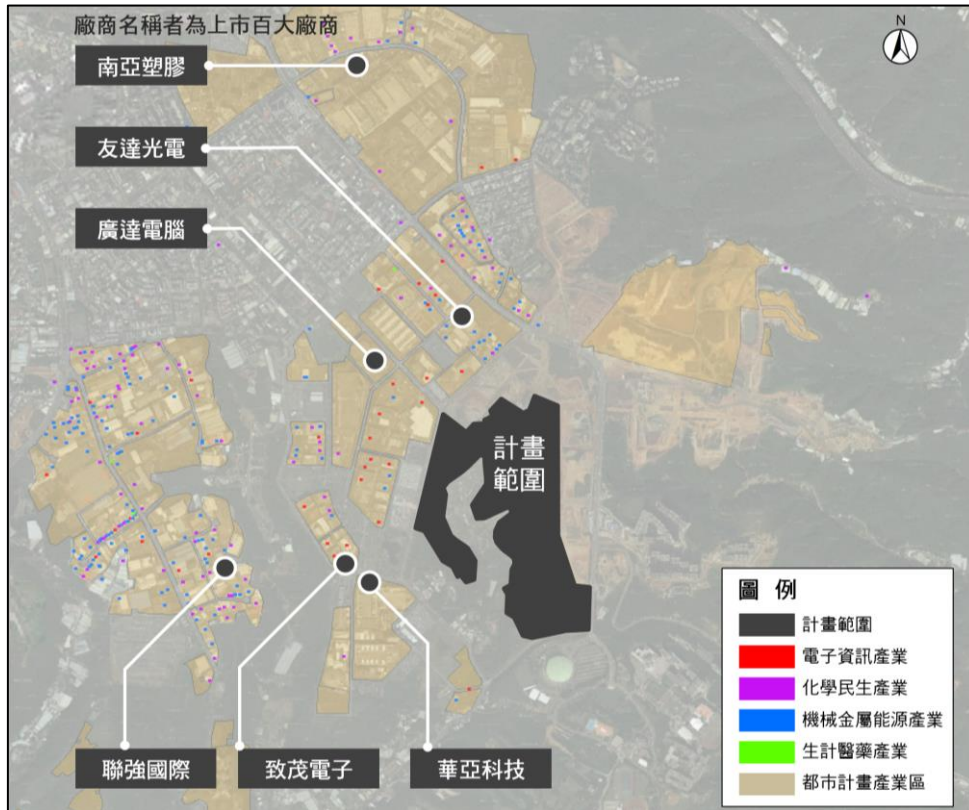 廠商名稱者為上市百大廠商
N
南亞塑膠
友達光電
廣達電腦
計畫
範圍
聯強國際
致茂電子
華亞科技
圖 例
計畫範圍
電子資訊產業
化學民生產業
機械金屬能源產業
生計醫藥產業
都市計畫產業區